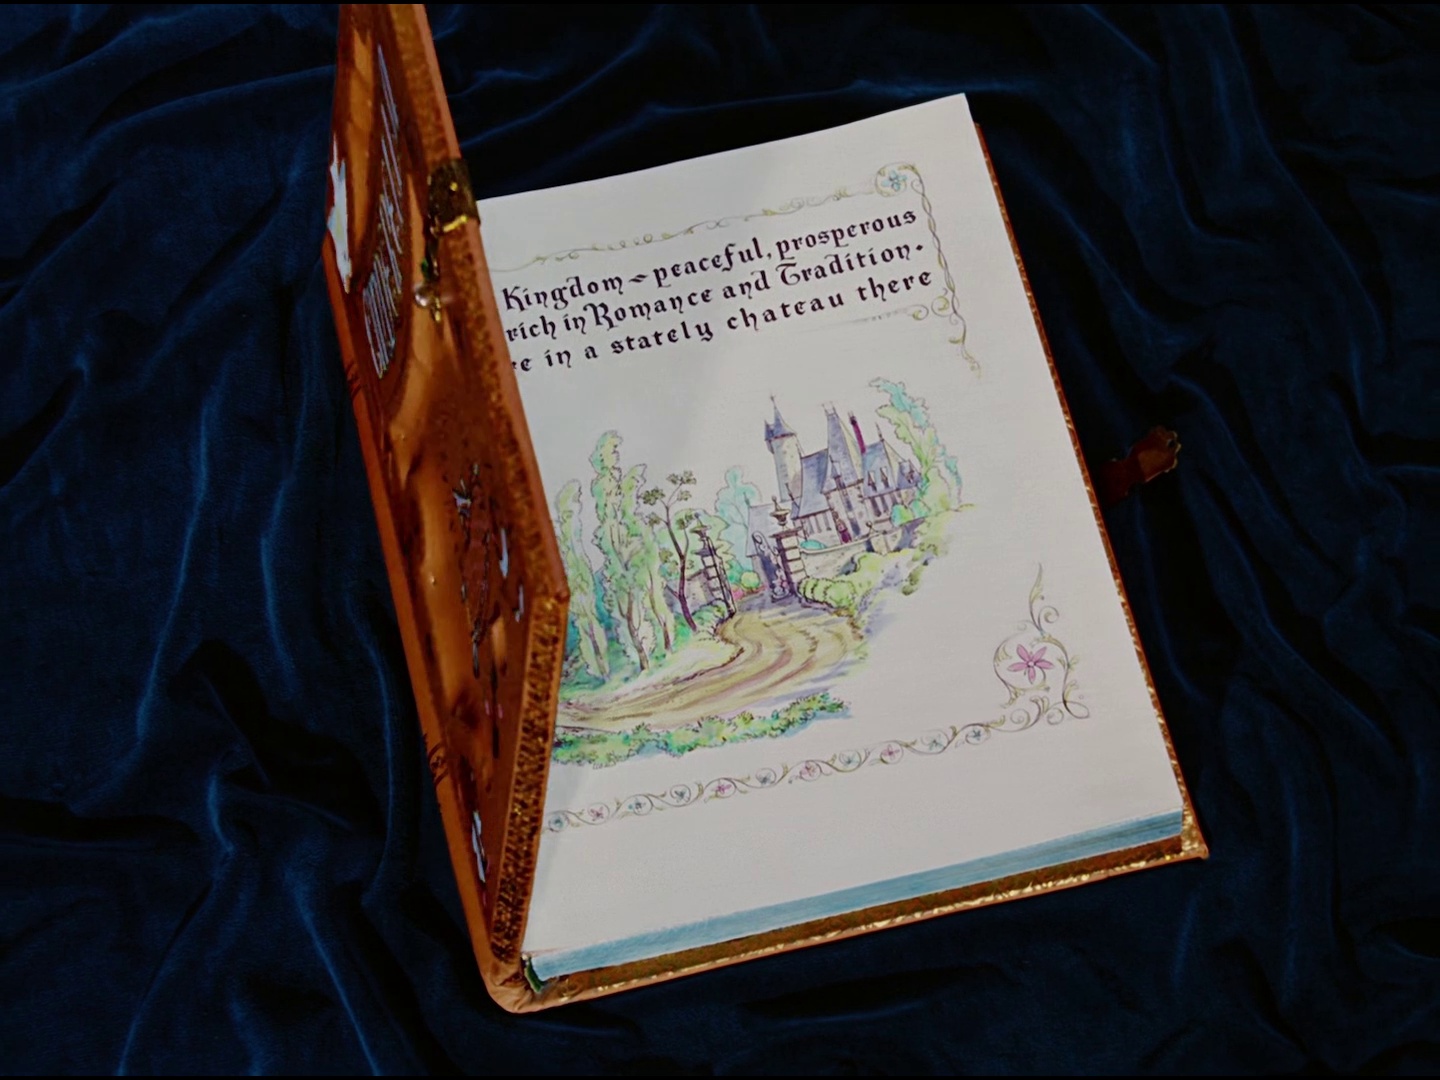 Kingdom ~ peaceful, prosperous
rich in Romance and Tradition.
in a stately chateau there